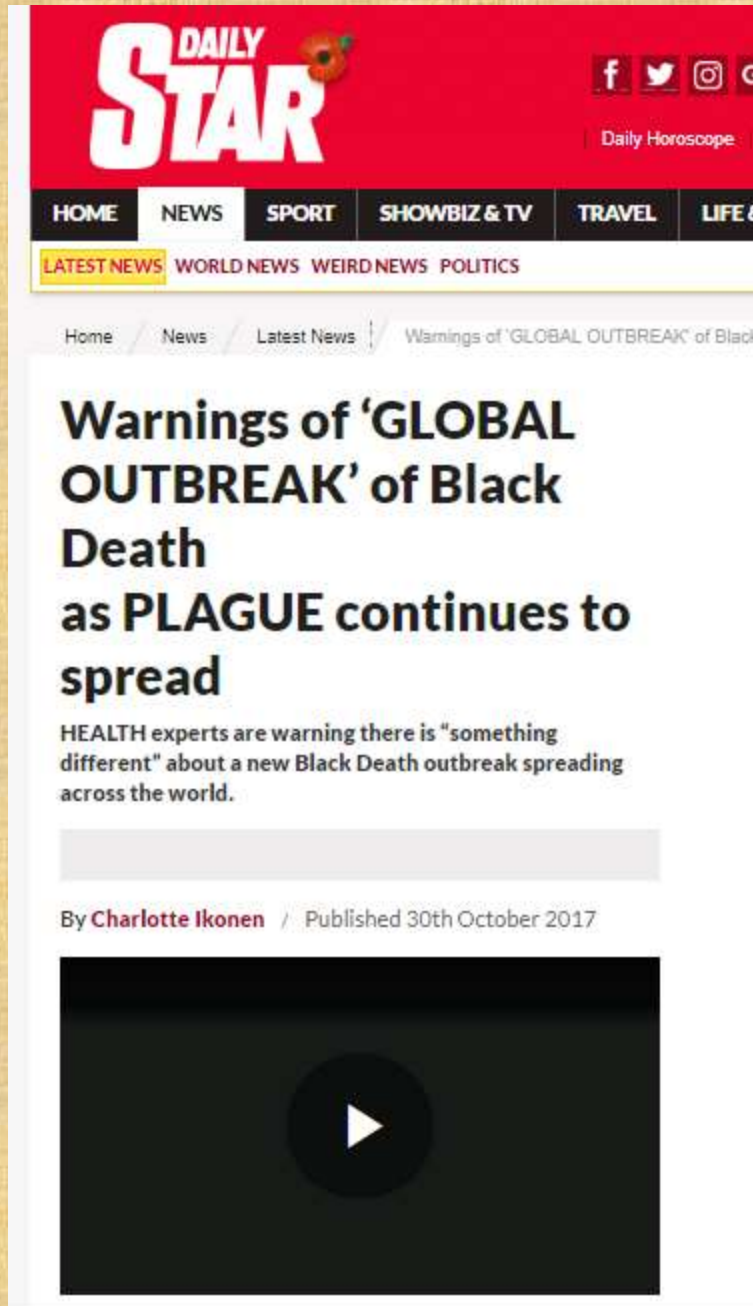 DAILY
STAR
f
Daily Horoscope
HOME NEWS SPORT SHOWBIZ & TV TRAVEL LIFE &
LATEST NEWS WORLD NEWS WEIRD NEWS POLITICS
Home / News / Latest News / Warnings of 'GLOBAL OUTBREAK' of Black
Warnings of ‘GLOBAL
OUTBREAK’ of Black
Death
as PLAGUE continues to
spread
HEALTH experts are warning there is “something
different” about a new Black Death outbreak spreading
across the world.
By Charlotte Ikonen / Published 30th October 2017